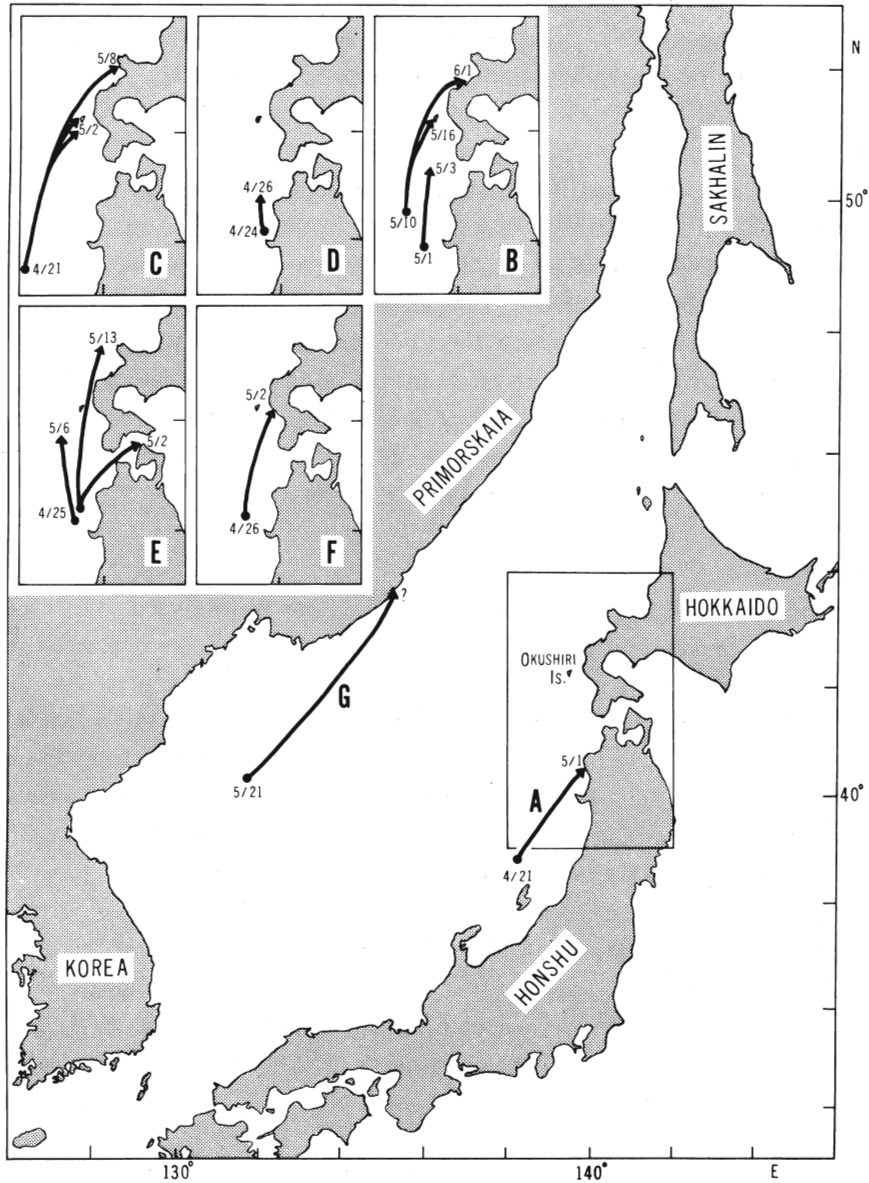 5/8
5/2
4/21
C
4/26
4/24
D
6/1
5/16
5/3
5/10
5/1
B
5/13
5/6
5/2
4/25
E
5/2
4/26
F
N
SAKHALIN
50°
PRIMORSKAIA
?
HOKKAIDO
OKUSHIRI
IS.
G
5/21
5/1
A
40°
4/21
KOREA
HONSHU
130°
140°
E